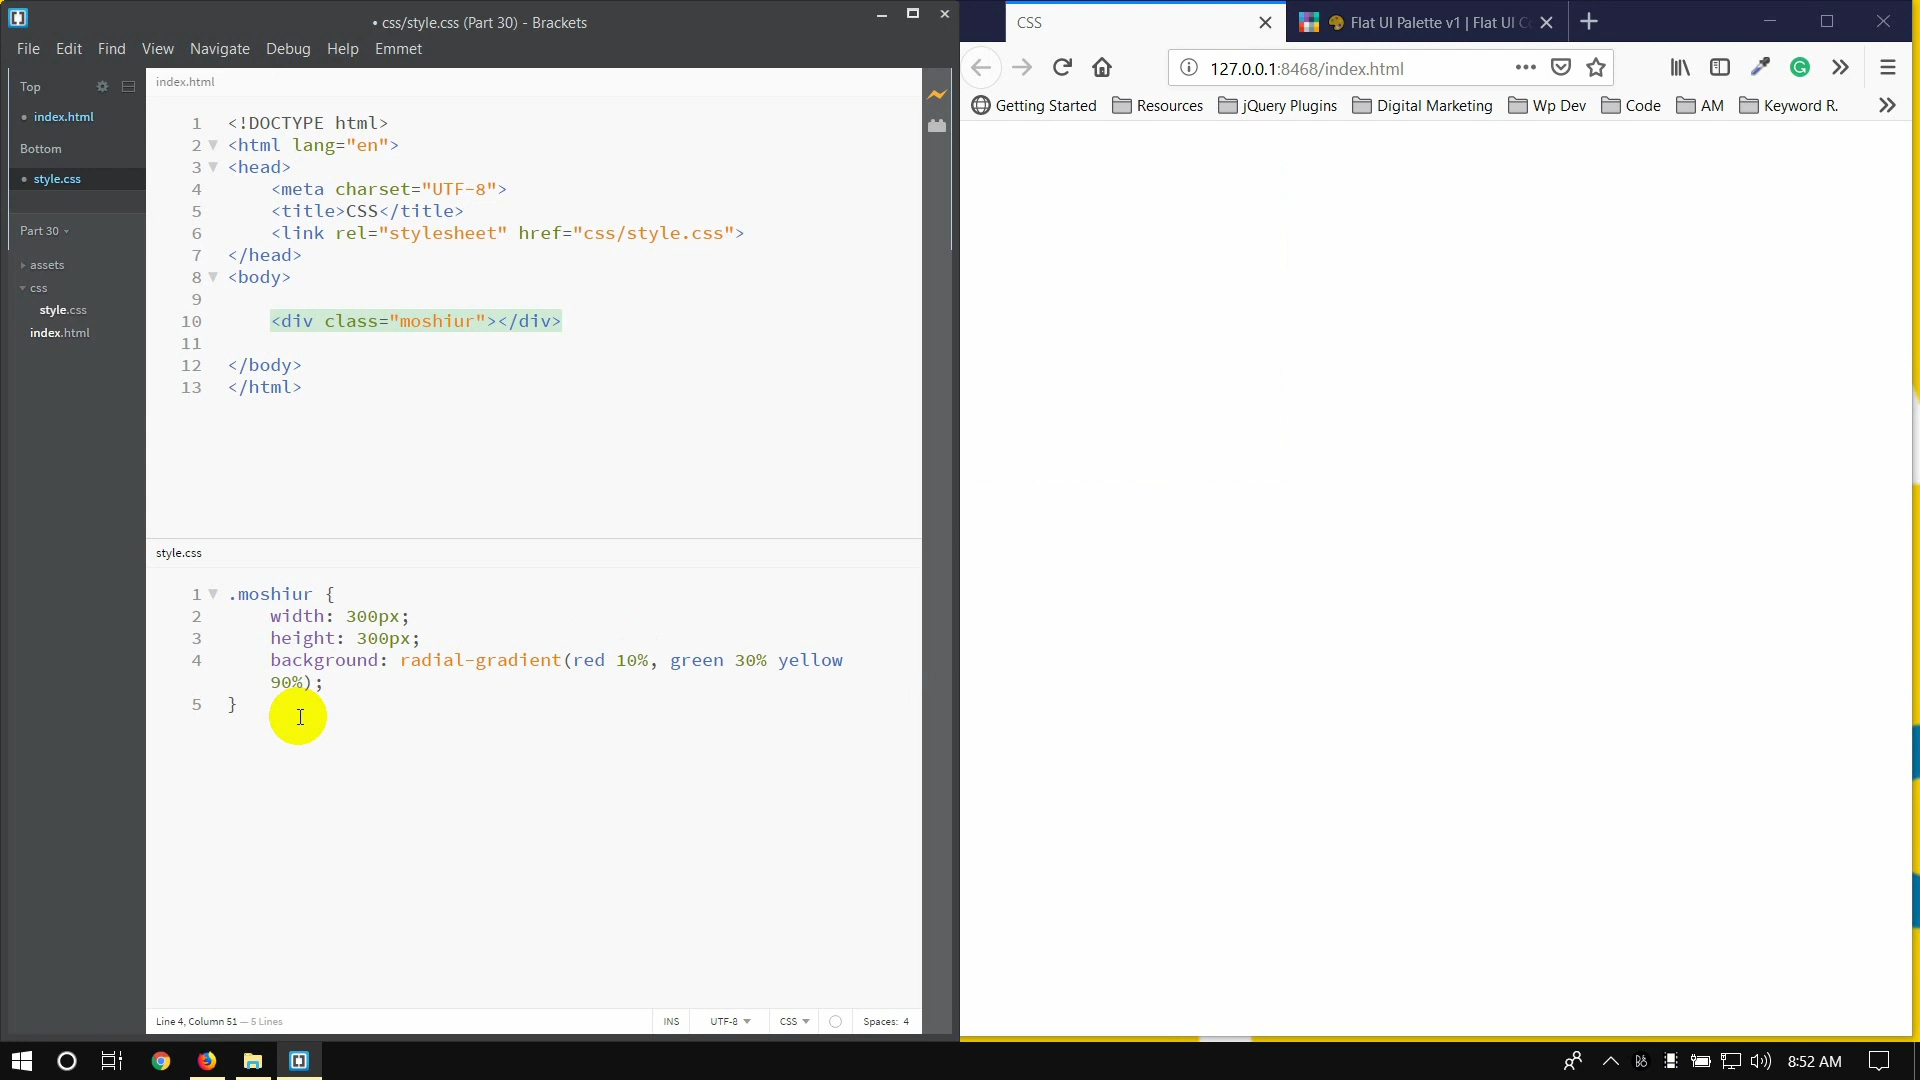 • css/style.css (Part 30) - Brackets
File Edit Find View Navigate Debug Help Emmet
Top
• index.html
Bottom
• style.css
Part 30
assets
css
style.css
index.html
index.html
1 <!DOCTYPE html>
2 <html lang="en">
3 <head>
4 <meta charset="UTF-8">
5 <title>CSS</title>
6 <link rel="stylesheet" href="css/style.css">
7 </head>
8 <body>
9
10 <div class="moshiur"></div>
11
12 </body>
13 </html>
style.css
1 .moshiur {
2 width: 300px;
3 height: 300px;
4 background: radial-gradient(red 10%, green 30% yellow
90%);
5 }
Line 4, Column 51 — 5 Lines
INS UTF-8 CSS Spaces: 4
CSS
Flat UI Palette v1 | Flat UI C
127.0.0.1:8468/index.html
Getting Started Resources jQuery Plugins Digital Marketing Wp Dev Code AM Keyword R.
8:52 AM